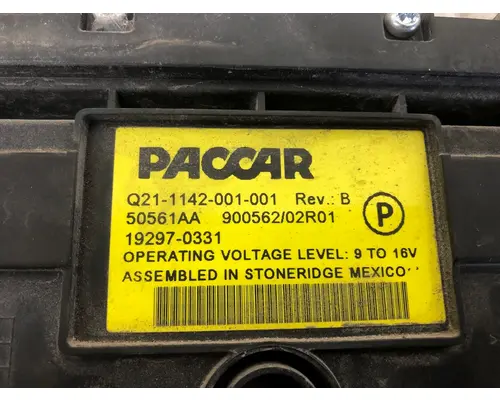 PACCAR
Q21-1142-001-001 Rev.: B
50561AA 900562/02R01
P
19297-0331
OPERATING VOLTAGE LEVEL: 9 TO 16V
ASSEMBLED IN STONERIDGE MEXICO